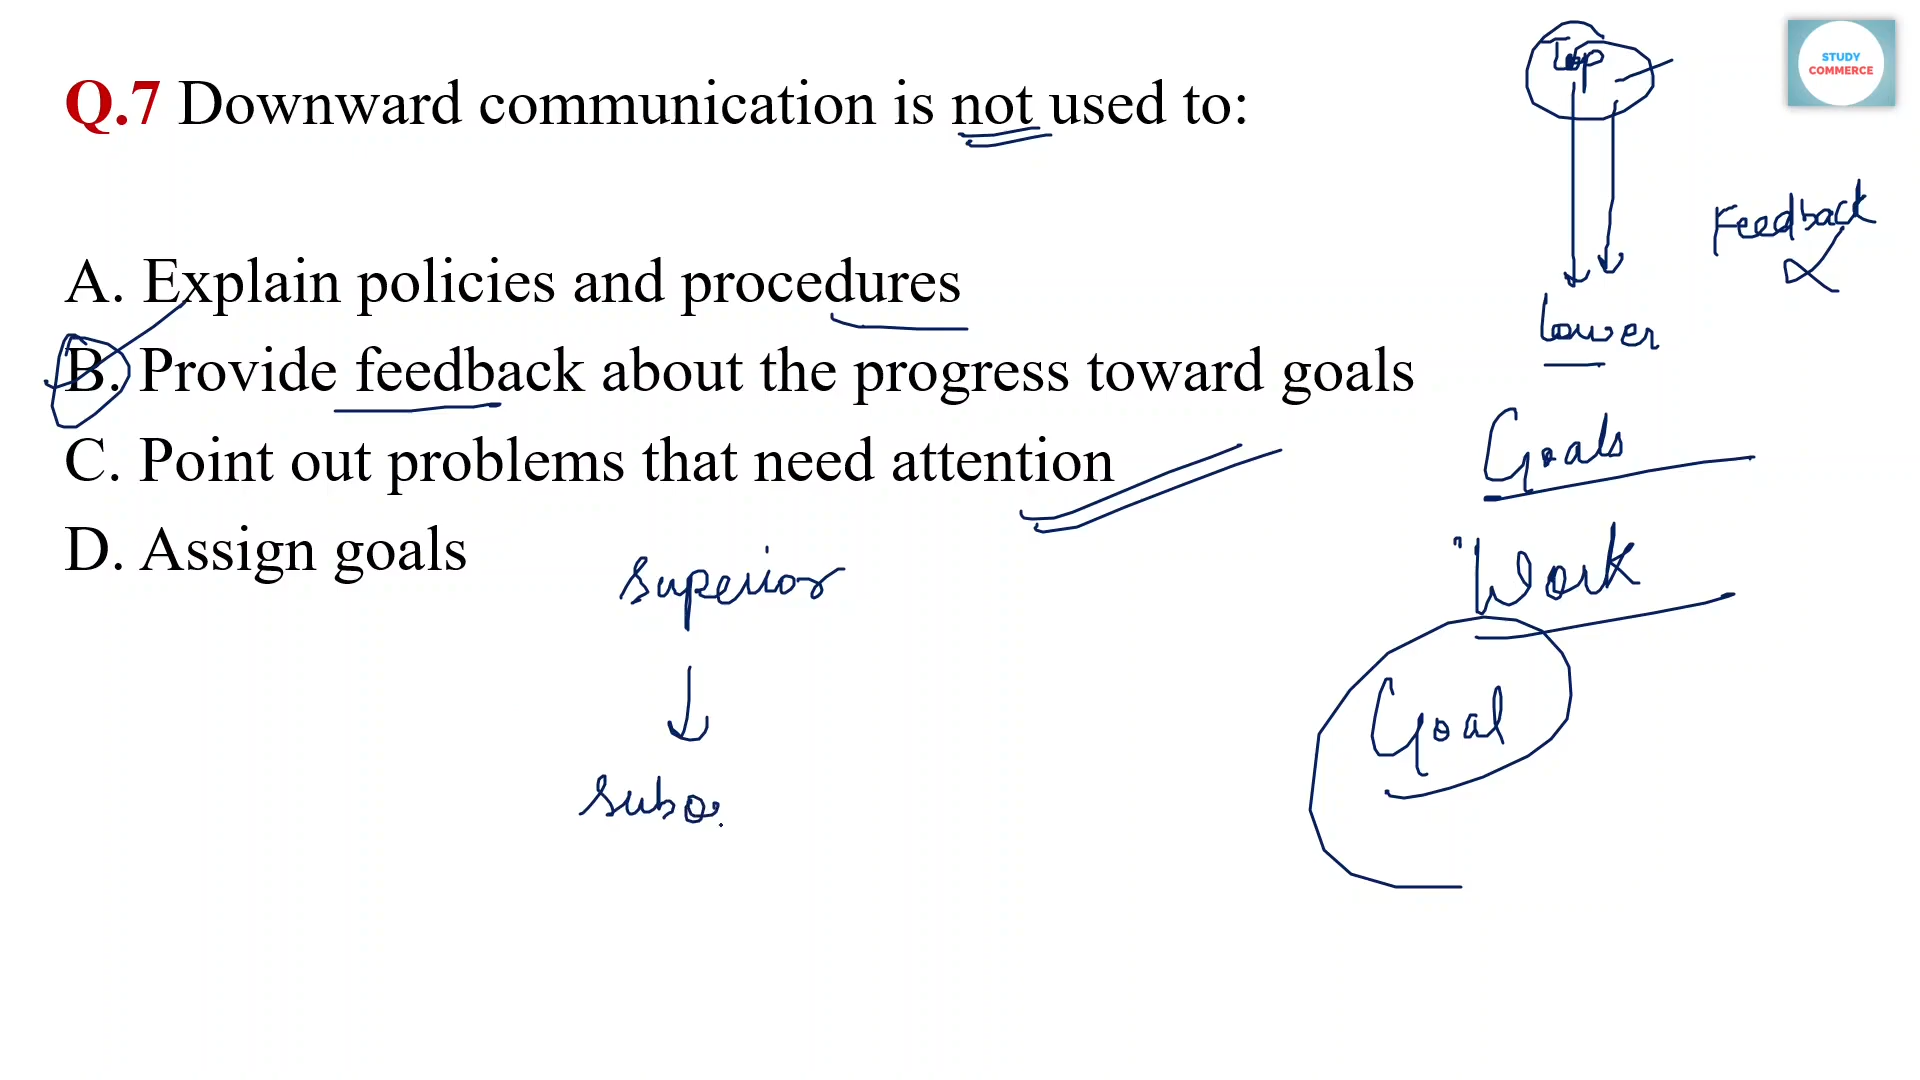 Top
STUDY
COMMERCE
Q.7 Downward communication is not used to:
Feedback
A. Explain policies and procedures
lower
B. Provide feedback about the progress toward goals
Goals
C. Point out problems that need attention
D. Assign goals
Superior
Work
Goal
Subo